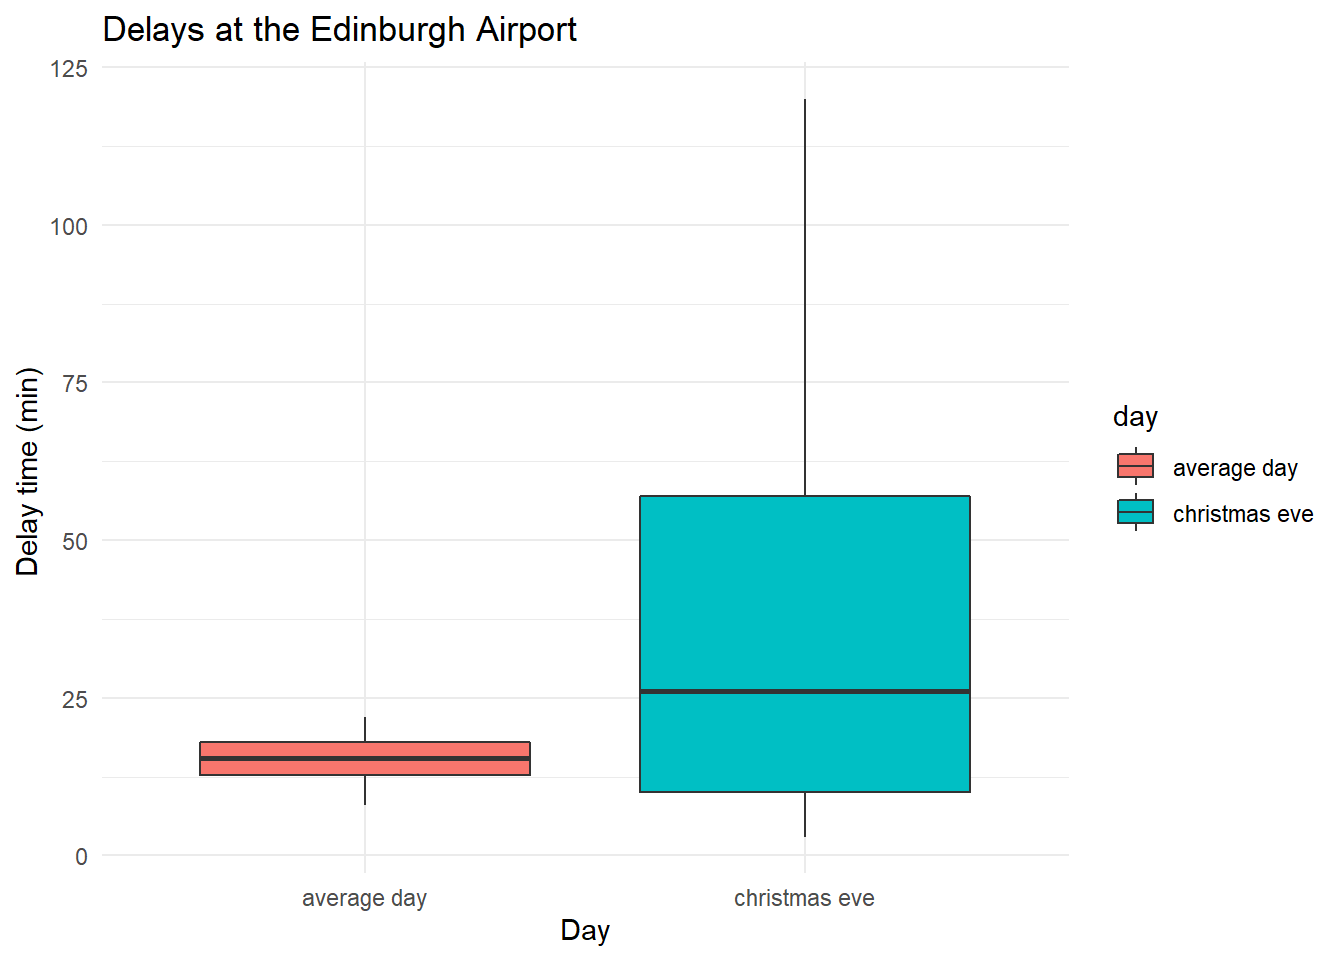 Delays at the Edinburgh Airport
125
100
75
50
25
0
Delay time (min)
average day
christmas eve
Day
day
average day
christmas eve